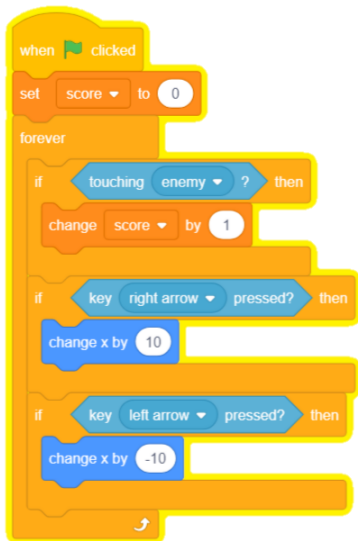 when clicked
set score to 0
forever
if touching enemy ? then
change score by 1
if key right arrow pressed? then
change x by 10
if key left arrow pressed? then
change x by -10